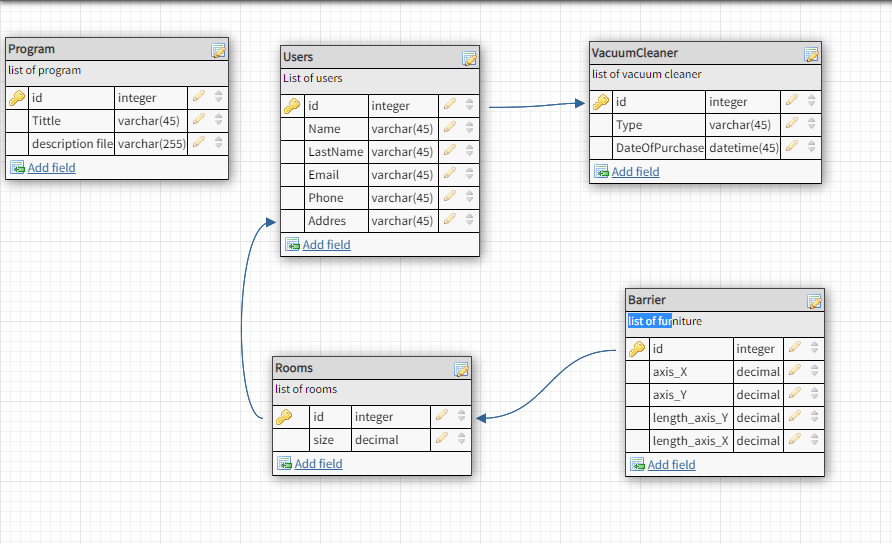 Program
list of program
id integer
Tittle varchar(45)
description file varchar(255)
Add field
Users
List of users
id integer
Name varchar(45)
LastName varchar(45)
Email varchar(45)
Phone varchar(45)
Addres varchar(45)
Add field
VacuumCleaner
list of vacuum cleaner
id integer
Type varchar(45)
DateOfPurchase datetime(45)
Add field
Rooms
list of rooms
id integer
size decimal
Add field
Barrier
list of furniture
id integer
axis_X decimal
axis_Y decimal
length_axis_Y decimal
length_axis_X decimal
Add field